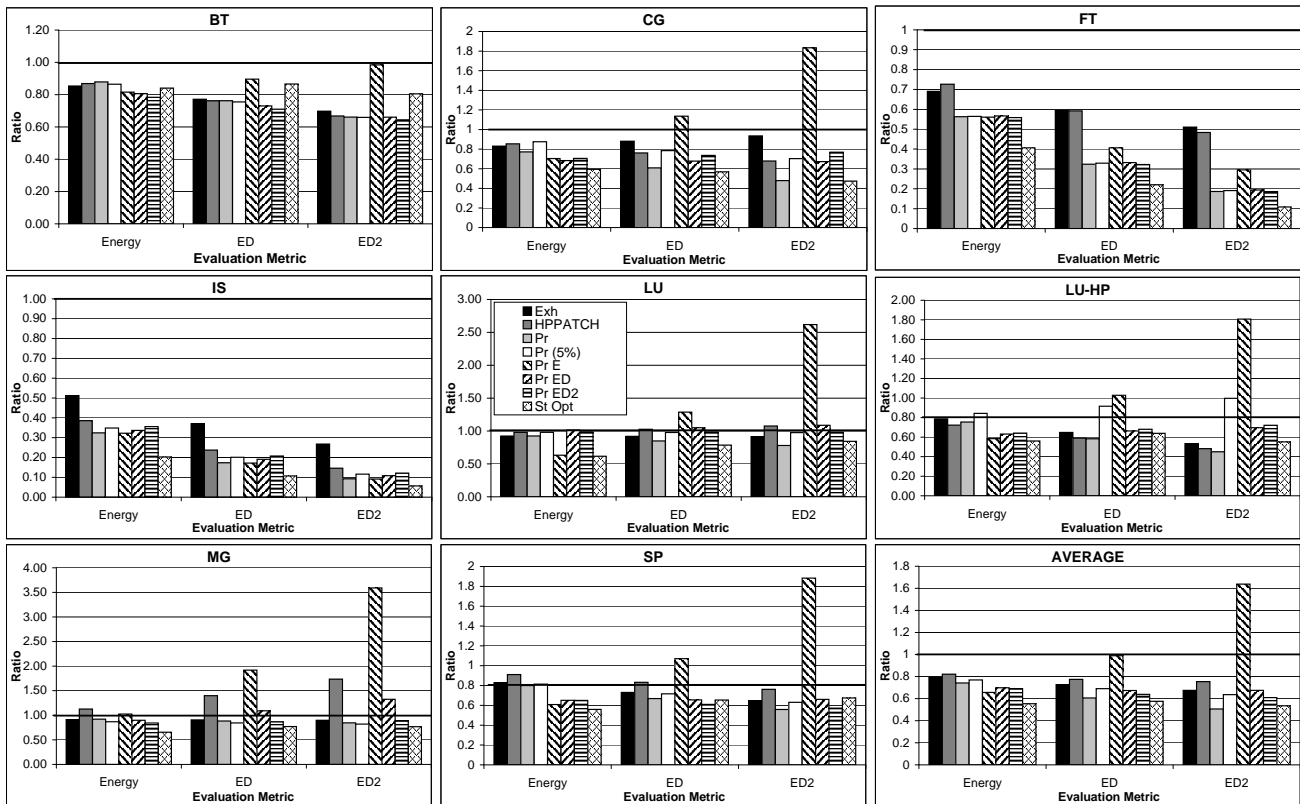 BT
1.20
1.00
0.80
0.60
0.40
0.20
0.00
Ratio
Energy ED ED2
Evaluation Metric
CG
2
1.8
1.6
1.4
1.2
1
0.8
0.6
0.4
0.2
0
Ratio
Energy ED ED2
Evaluation Metric
FT
1
0.9
0.8
0.7
0.6
0.5
0.4
0.3
0.2
0.1
0
Ratio
Energy ED ED2
Evaluation Metric
IS
1.00
0.90
0.80
0.70
0.60
0.50
0.40
0.30
0.20
0.10
0.00
Ratio
Energy ED ED2
Evaluation Metric
LU
3.00
2.50
2.00
1.50
1.00
0.50
0.00
Ratio
Exh
HPPATCH
Pr
Pr (5%)
Pr E
Pr ED
Pr ED2
St Opt
Energy ED ED2
Evaluation Metric
LU-HP
2.00
1.80
1.60
1.40
1.20
1.00
0.80
0.60
0.40
0.20
0.00
Ratio
Energy ED ED2
Evaluation Metric
MG
4.00
3.50
3.00
2.50
2.00
1.50
1.00
0.50
0.00
Ratio
Energy ED ED2
Evaluation Metric
SP
2
1.8
1.6
1.4
1.2
1
0.8
0.6
0.4
0.2
0
Ratio
Energy ED ED2
Evaluation Metric
AVERAGE
1.8
1.6
1.4
1.2
1
0.8
0.6
0.4
0.2
0
Ratio
Energy ED ED2
Evaluation Metric